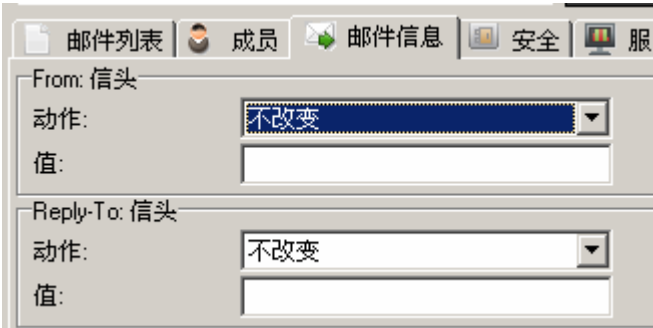 邮件列表 成员 邮件信息 安全 服
From: 信头
动作: 不改变
值:
Reply-To: 信头
动作: 不改变
值: